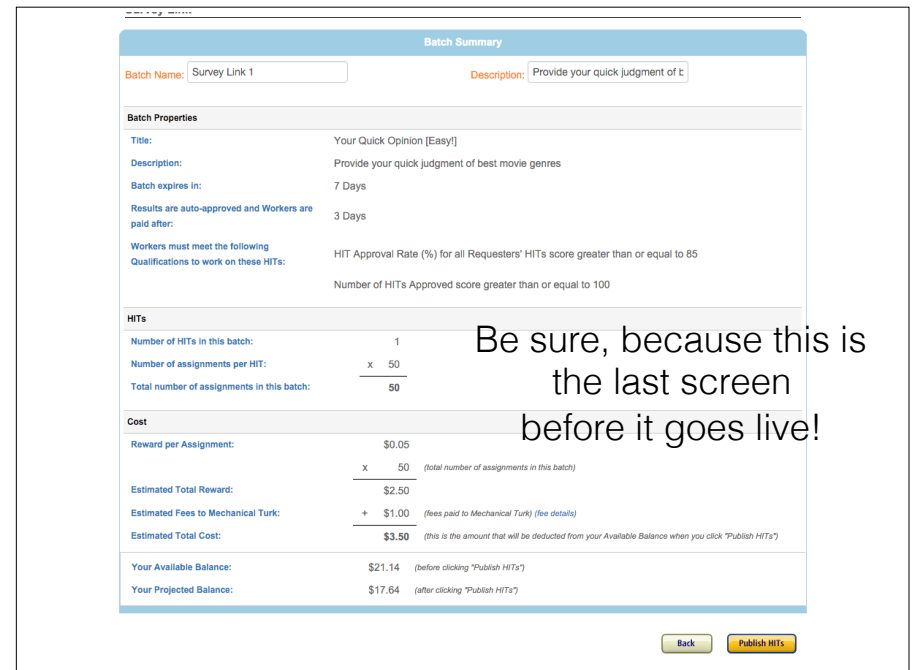 Batch Summary
Batch Name: Survey Link 1 Description: Provide your quick judgment of b
Batch Properties
Title: Your Quick Opinion [Easy!]
Description: Provide your quick judgment of best movie genres
Batch expires in: 7 Days
Results are auto-approved and Workers are
paid after: 3 Days
Workers must meet the following
Qualifications to work on these HITs: HIT Approval Rate (%) for all Requesters' HITs score greater than or equal to 85
Number of HITs Approved score greater than or equal to 100
HITs
Number of HITs in this batch: 1
Number of assignments per HIT: x 50
Total number of assignments in this batch: 50
Be sure, because this is
the last screen
before it goes live!
Cost
Reward per Assignment: $0.05
x 50 (total number of assignments in this batch)
Estimated Total Reward: $2.50
Estimated Fees to Mechanical Turk: + $1.00 (fees paid to Mechanical Turk) (fee details)
Estimated Total Cost: $3.50 (this is the amount that will be deducted from your Available Balance when you click "Publish HITs")
Your Available Balance: $21.14 (before clicking "Publish HITs")
Your Projected Balance: $17.64 (after clicking "Publish HITs")
Back Publish HITs